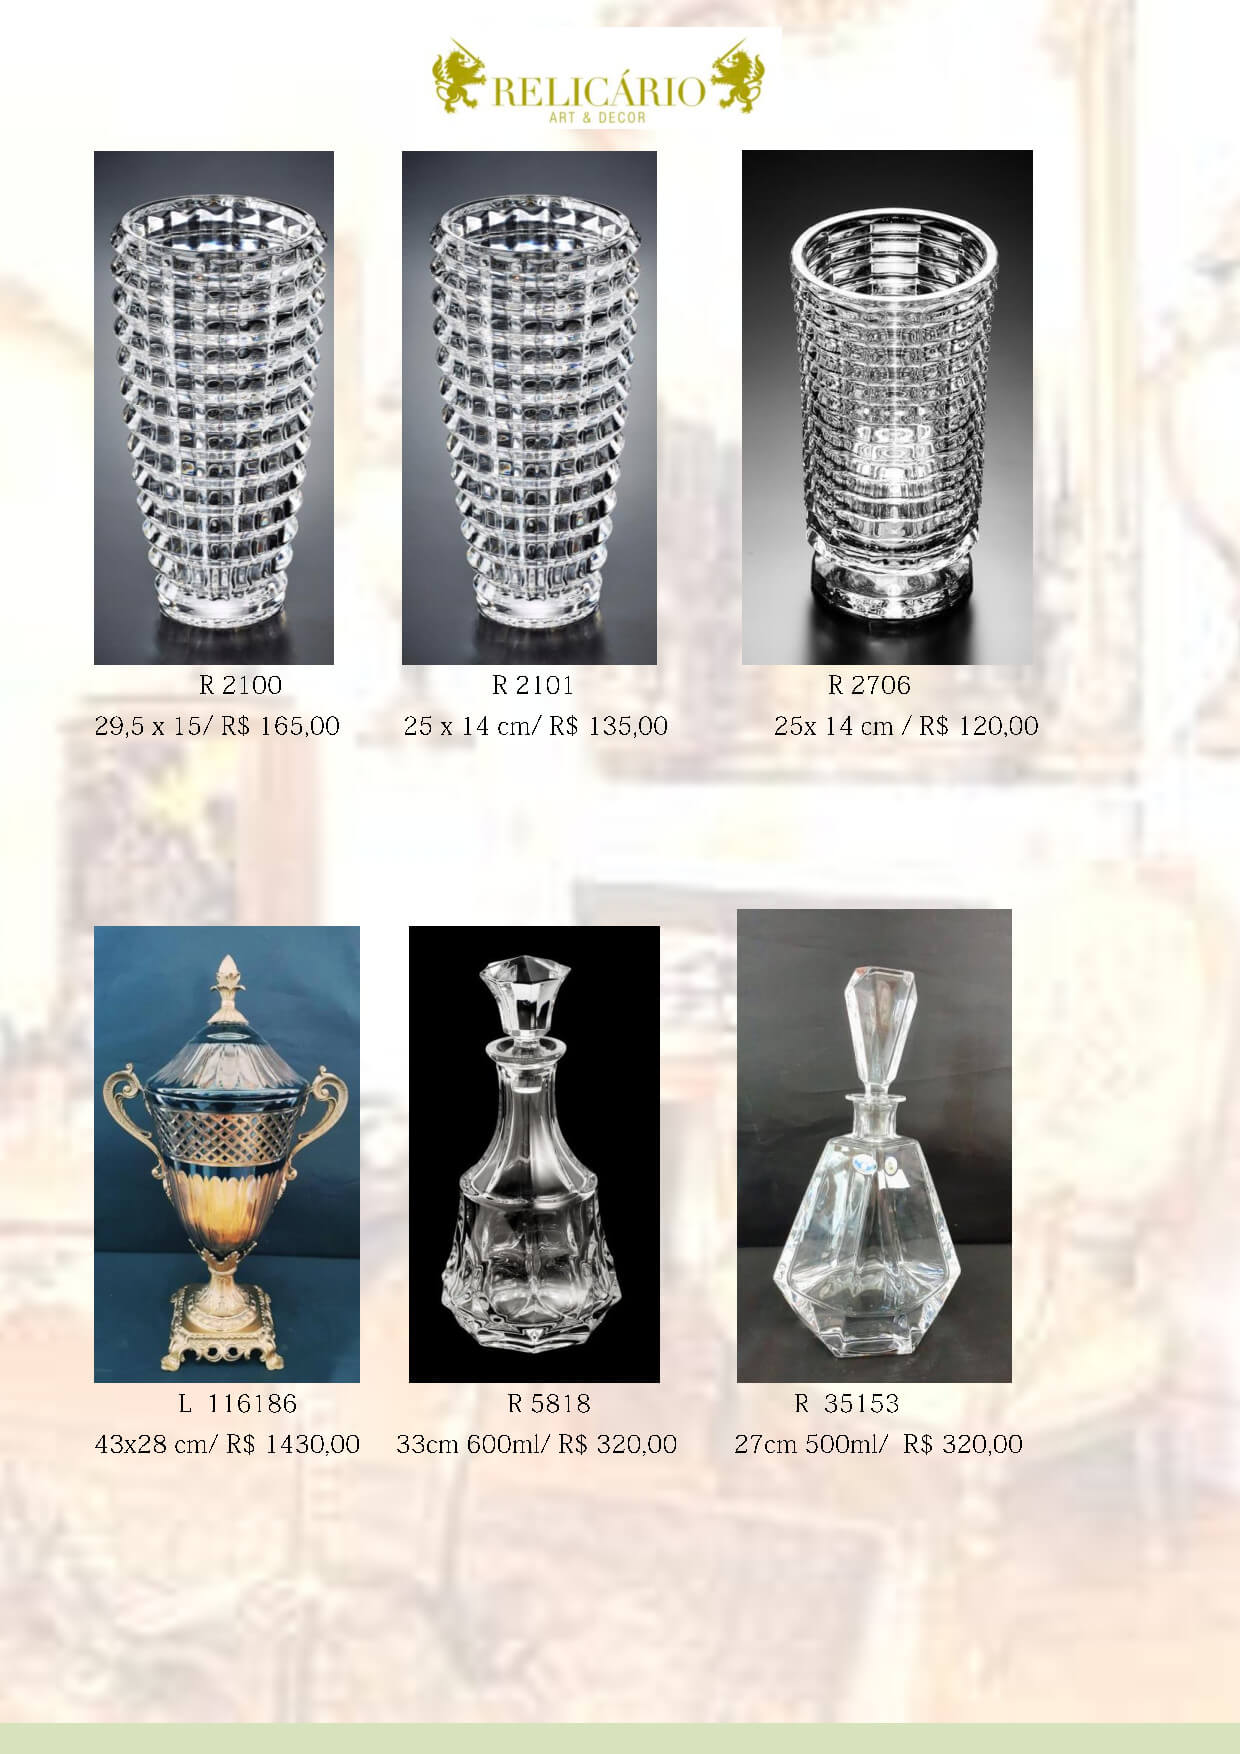 RELICÁRIO
ART & DECOR
R 2100
29,5 x 15/ R$ 165,00
R 2101
25 x 14 cm/ R$ 135,00
R 2706
25x 14 cm / R$ 120,00
L 116186
43x28 cm/ R$ 1430,00
R 5818
33cm 600ml/ R$ 320,00
R 35153
27cm 500ml/ R$ 320,00